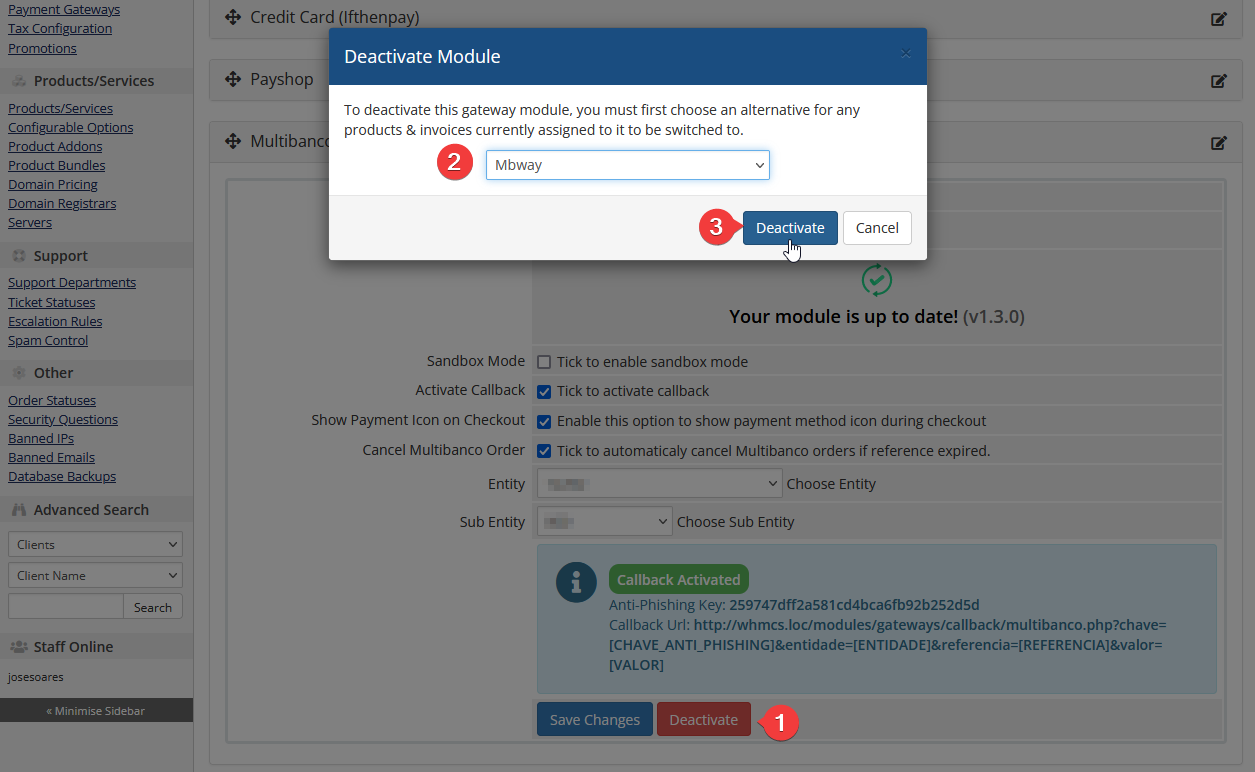 Payment Gateways
Tax Configuration
Promotions
Products/Services
Products/Services
Configurable Options
Product Addons
Product Bundles
Domain Pricing
Domain Registrars
Servers
Support
Support Departments
Ticket Statuses
Escalation Rules
Spam Control
Other
Order Statuses
Security Questions
Banned IPs
Banned Emails
Database Backups
Advanced Search
Clients
Client Name
Search
Staff Online
josesoares
« Minimise Sidebar
Credit Card (Ifthenpay)
Payshop
Multibanco
Deactivate Module
×
To deactivate this gateway module, you must first choose an alternative for any
products & invoices currently assigned to it to be switched to.
2 Mbway
3 Deactivate Cancel
Your module is up to date! (v1.3.0)
Sandbox Mode Tick to enable sandbox mode
Activate Callback Tick to activate callback
Show Payment Icon on Checkout Enable this option to show payment method icon during checkout
Cancel Multibanco Order Tick to automaticaly cancel Multibanco orders if reference expired.
Entity Choose Entity
Sub Entity Choose Sub Entity
Callback Activated
Anti-Phishing Key: 259747dff2a581cd4bca6fb92b252d5d
Callback Url: http://whmcs.loc/modules/gateways/callback/multibanco.php?chave=
[CHAVE_ANTI_PHISHING]&entidade=[ENTIDADE]&referencia=[REFERENCIA]&valor=
[VALOR]
Save Changes Deactivate 1